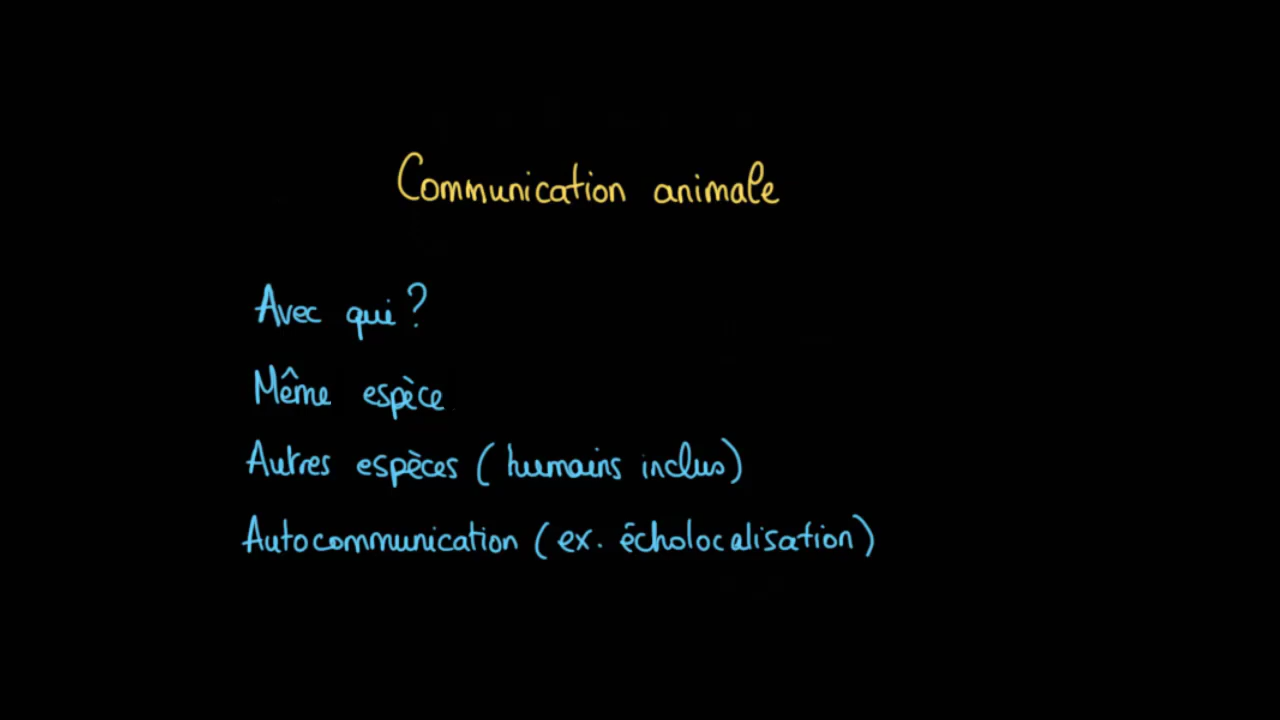 Communication animale
Avec qui ?
Même espèce
Autres espèces (humains inclus)
Autocommunication (ex. écholocalisation)